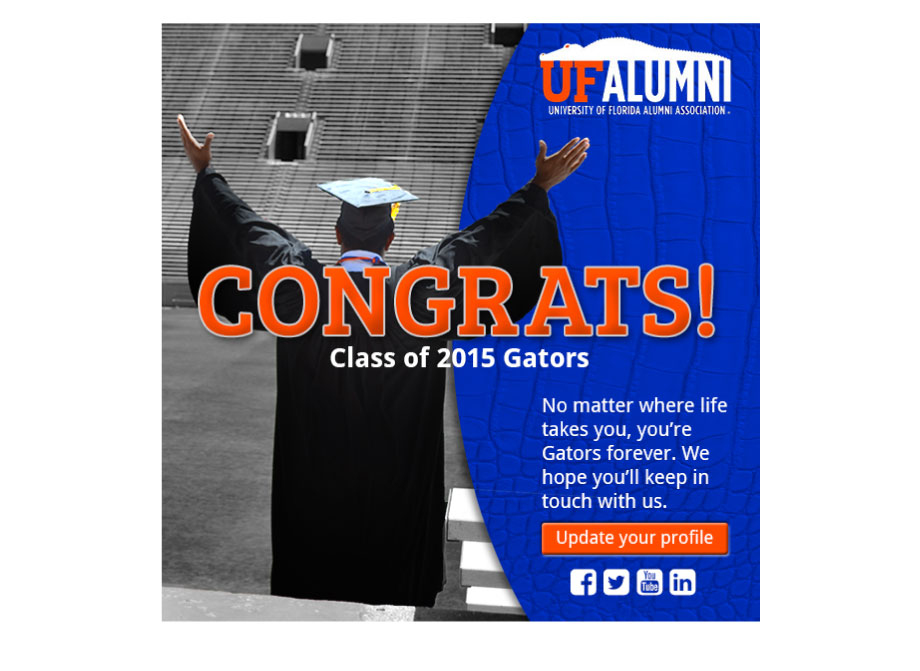 UFALUMNI
UNIVERSITY OF FLORIDA ALUMNI ASSOCIATION
CONGRATS!
Class of 2015 Gators
No matter where life
takes you, you’re
Gators forever. We
hope you’ll keep in
touch with us.
Update your profile
You
Tube
in